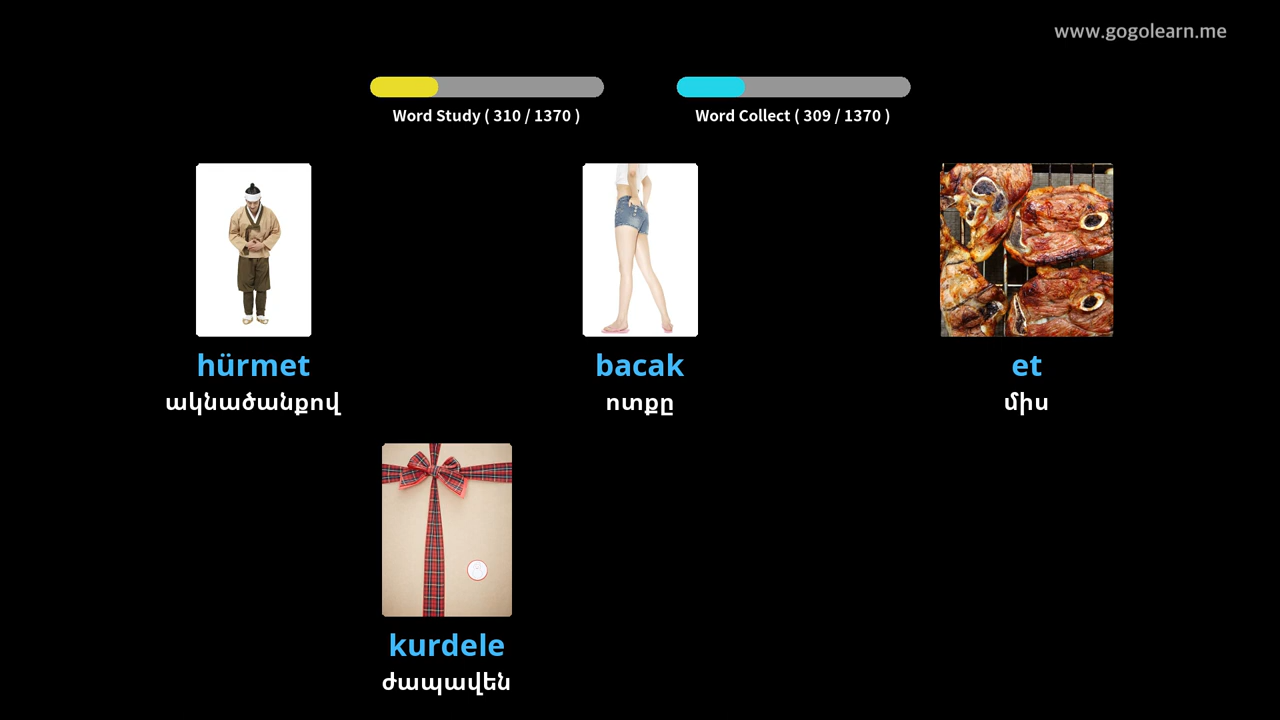 www.gogolearn.me
Word Study ( 310 / 1370 )
Word Collect ( 309 / 1370 )
hürmet
ակնածանքով
bacak
ոտքը
et
միս
kurdele
ժապավեն